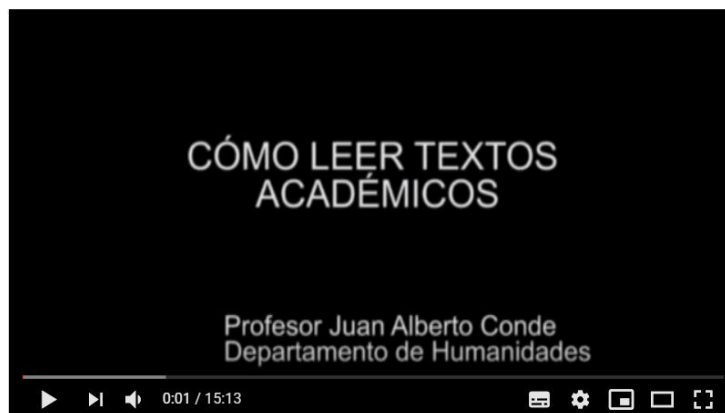 CÓMO LEER TEXTOS
ACADÉMICOS
Profesor Juan Alberto Conde
Departamento de Humanidades
0:01 / 15:13